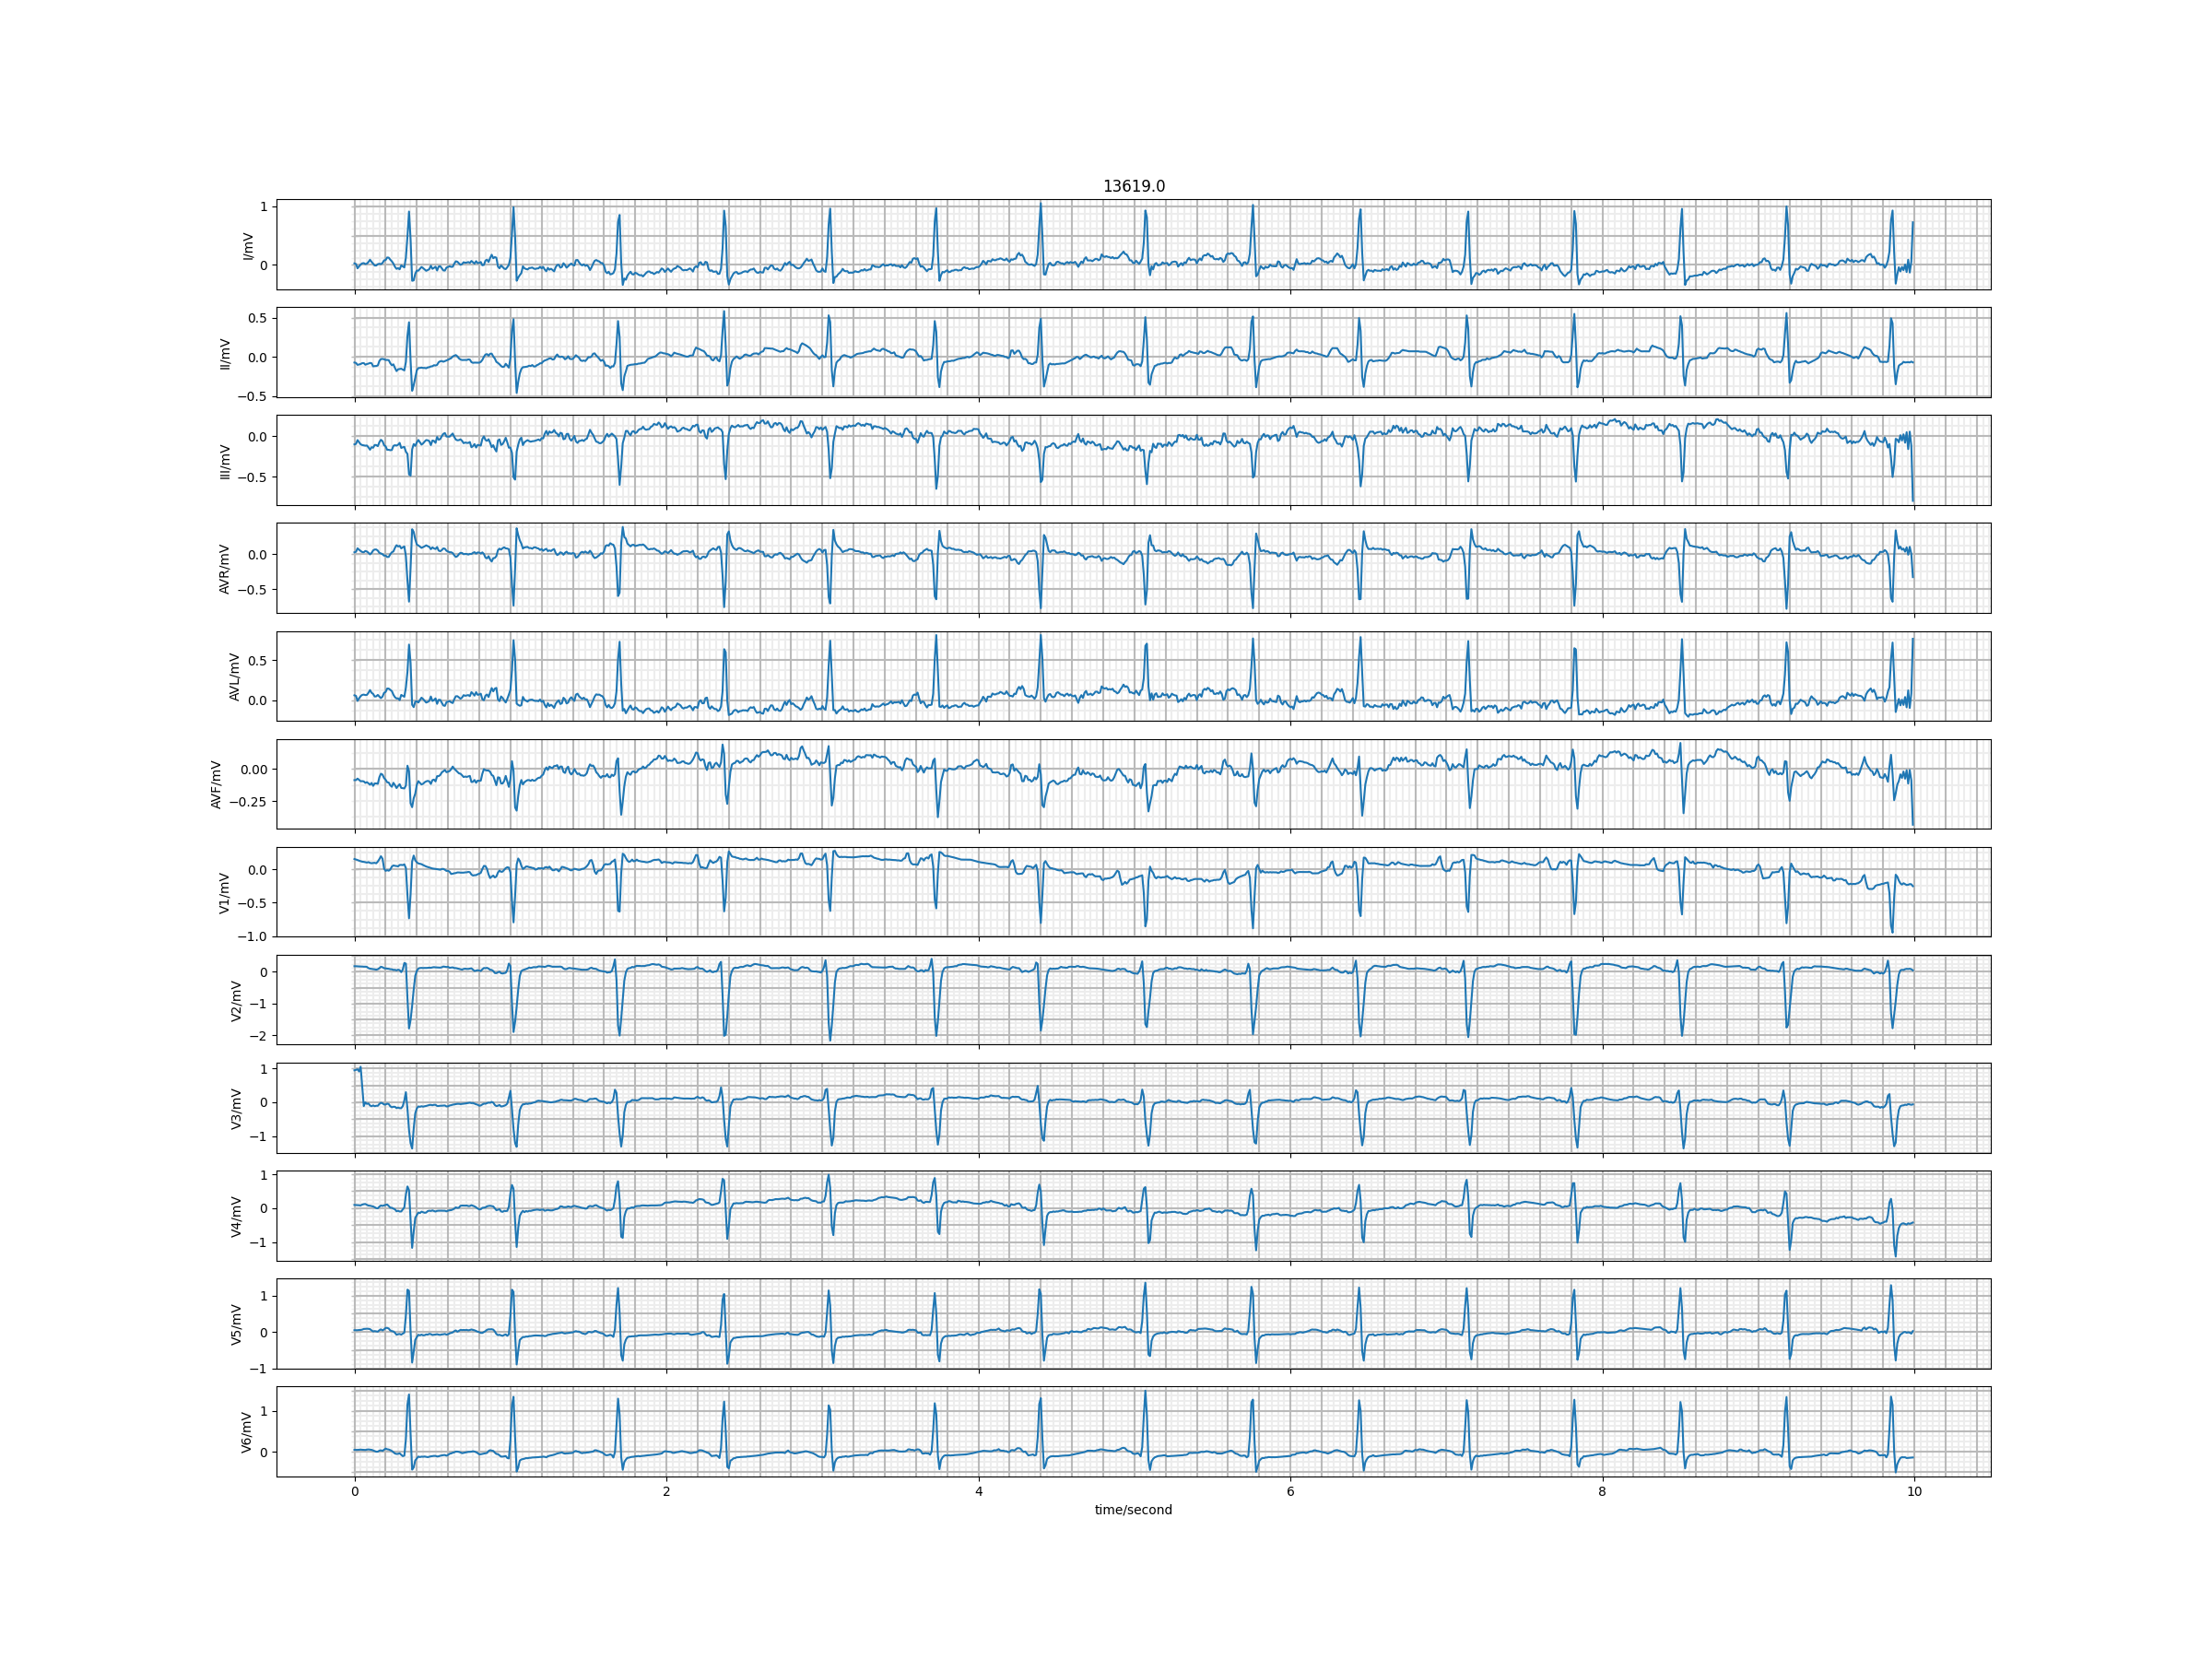 13619.0
I/mV
1
0
II/mV
0.5
0.0
−0.5
III/mV
0.0
−0.5
AVR/mV
0.0
−0.5
AVL/mV
0.5
0.0
AVF/mV
0.00
−0.25
V1/mV
0.0
−0.5
−1.0
V2/mV
0
−1
−2
V3/mV
1
0
−1
V4/mV
1
0
−1
V5/mV
1
0
−1
V6/mV
1
0
0 2 4 6 8 10
time/second